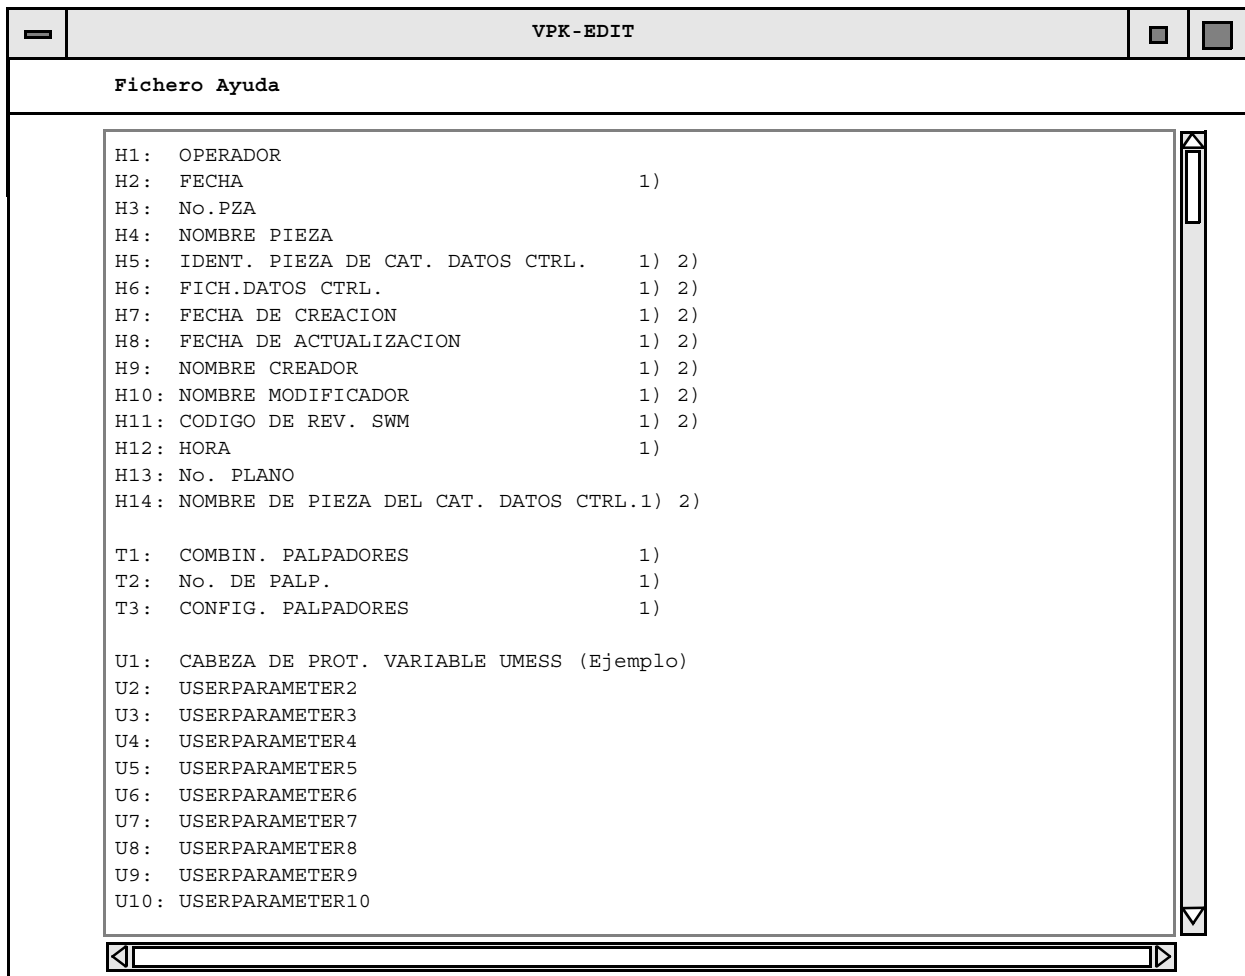 VPK-EDIT
Fichero Ayuda
H1: OPERADOR
H2: FECHA 1)
H3: No.PZA
H4: NOMBRE PIEZA
H5: IDENT. PIEZA DE CAT. DATOS CTRL. 1) 2)
H6: FICH.DATOS CTRL. 1) 2)
H7: FECHA DE CREACION 1) 2)
H8: FECHA DE ACTUALIZACION 1) 2)
H9: NOMBRE CREADOR 1) 2)
H10: NOMBRE MODIFICADOR 1) 2)
H11: CODIGO DE REV. SWM 1) 2)
H12: HORA 1)
H13: No. PLANO
H14: NOMBRE DE PIEZA DEL CAT. DATOS CTRL.1) 2)
T1: COMBIN. PALPADORES 1)
T2: No. DE PALP. 1)
T3: CONFIG. PALPADORES 1)
U1: CABEZA DE PROT. VARIABLE UMESS (Ejemplo)
U2: USERPARAMETER2
U3: USERPARAMETER3
U4: USERPARAMETER4
U5: USERPARAMETER5
U6: USERPARAMETER6
U7: USERPARAMETER7
U8: USERPARAMETER8
U9: USERPARAMETER9
U10: USERPARAMETER10